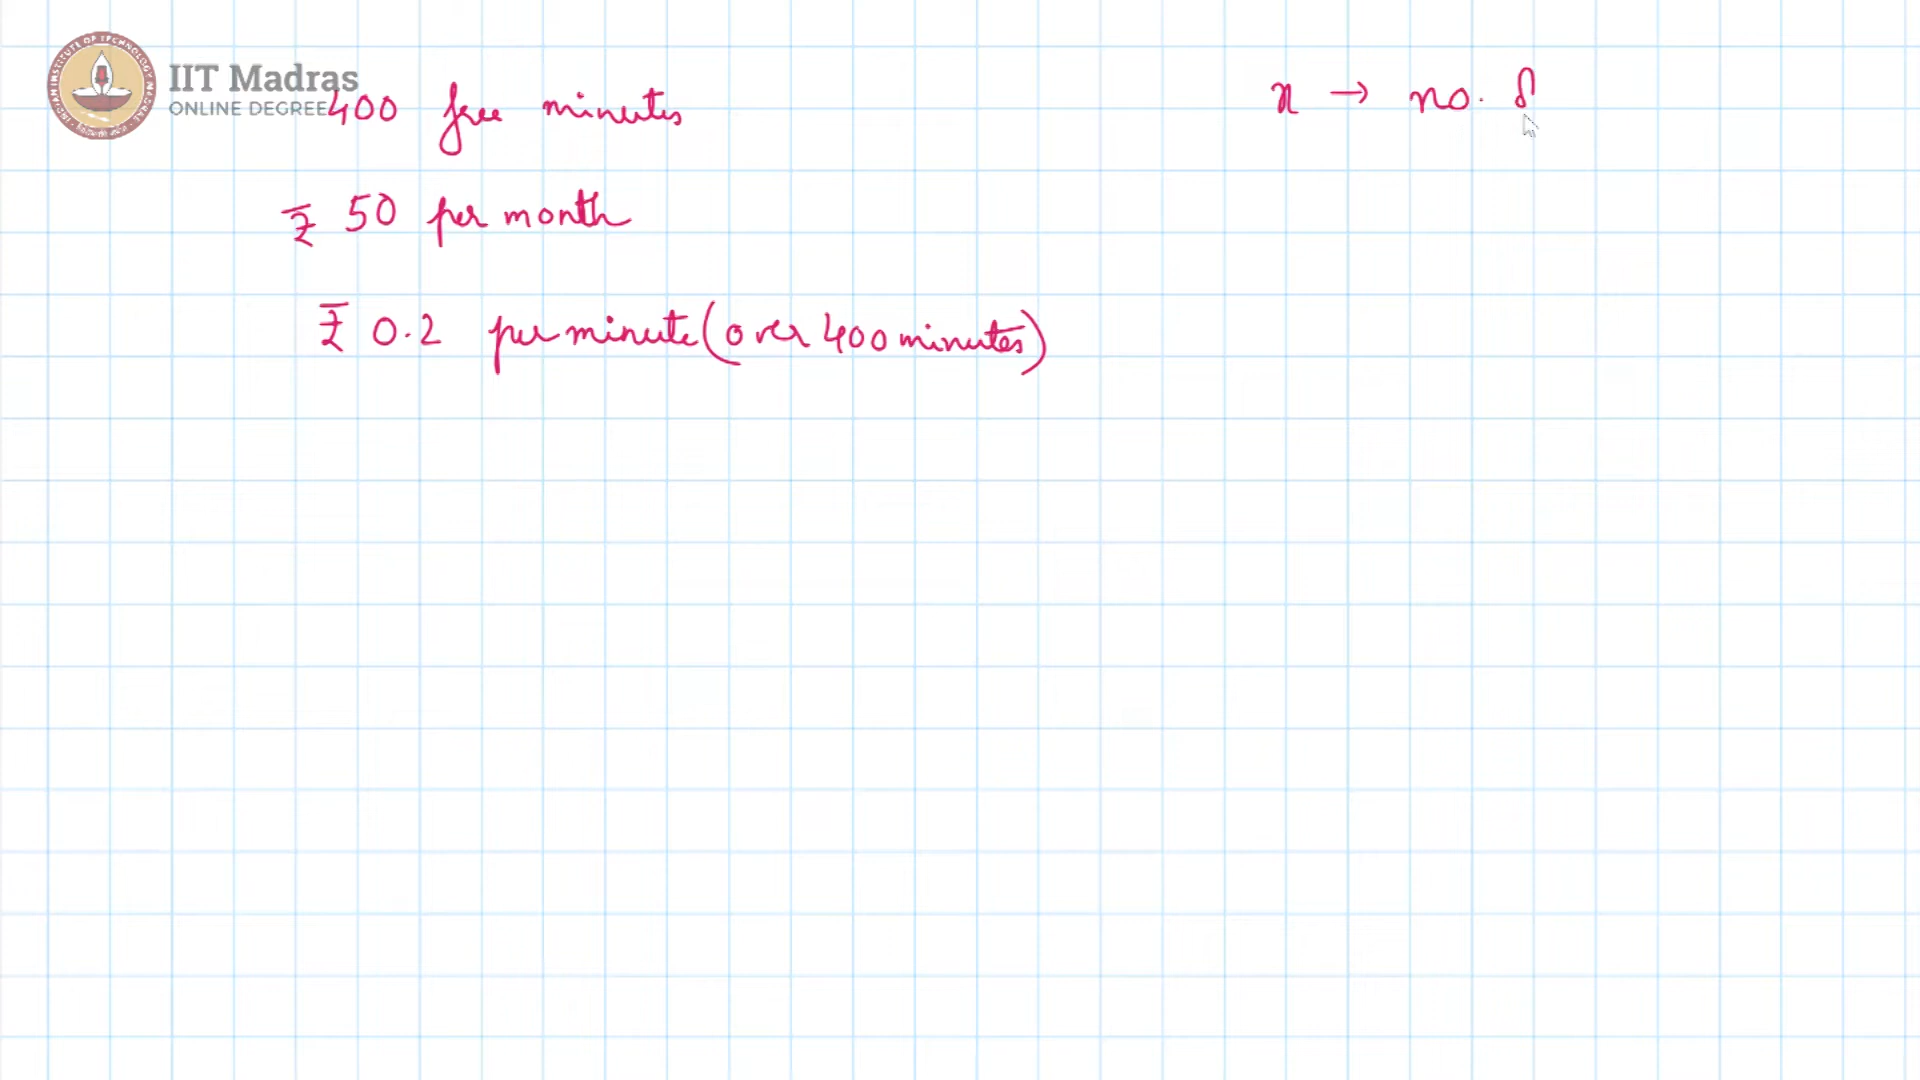 IIT Madras
ONLINE DEGREE
400 free minutes
x → no. of
₹ 50 per month
₹ 0.2 per minute (over 400 minutes)